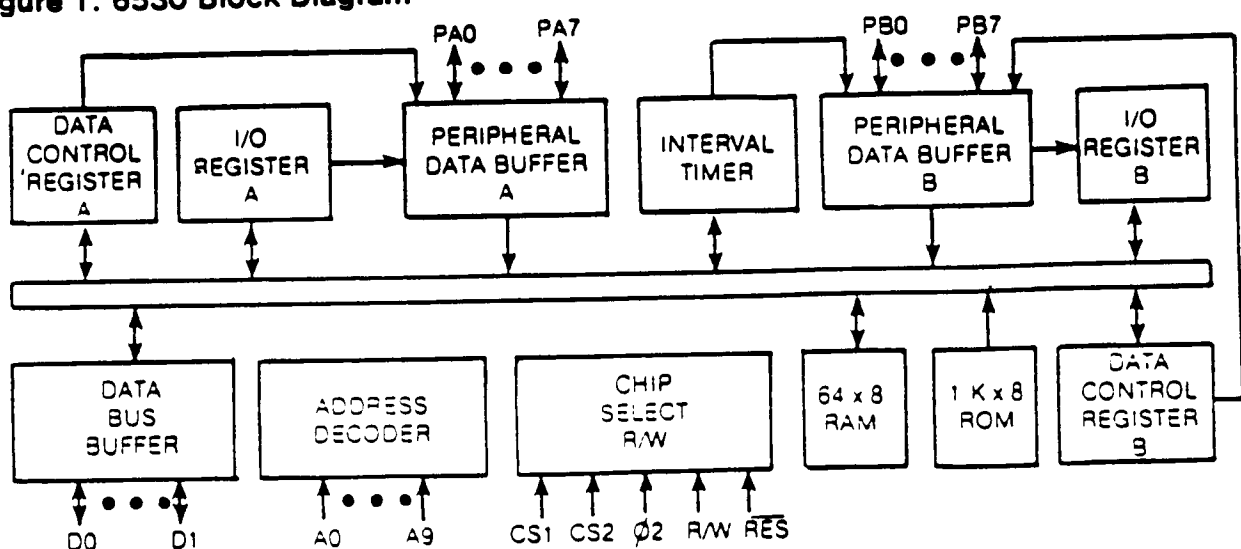 Figure 1. 6530 Block Diagram
PA0 PA7
PB0 PB7
DATA
CONTROL
REGISTER
A
I/O
REGISTER
A
PERIPHERAL
DATA BUFFER
A
INTERVAL
TIMER
PERIPHERAL
DATA BUFFER
B
I/O
REGISTER
B
DATA
BUS
BUFFER
ADDRESS
DECODER
CHIP
SELECT
R/W
64 x 8
RAM
1 K x 8
ROM
DATA
CONTROL
REGISTER
B
D0 D1
A0 A9
CS1 CS2 Ø2 R/W RES